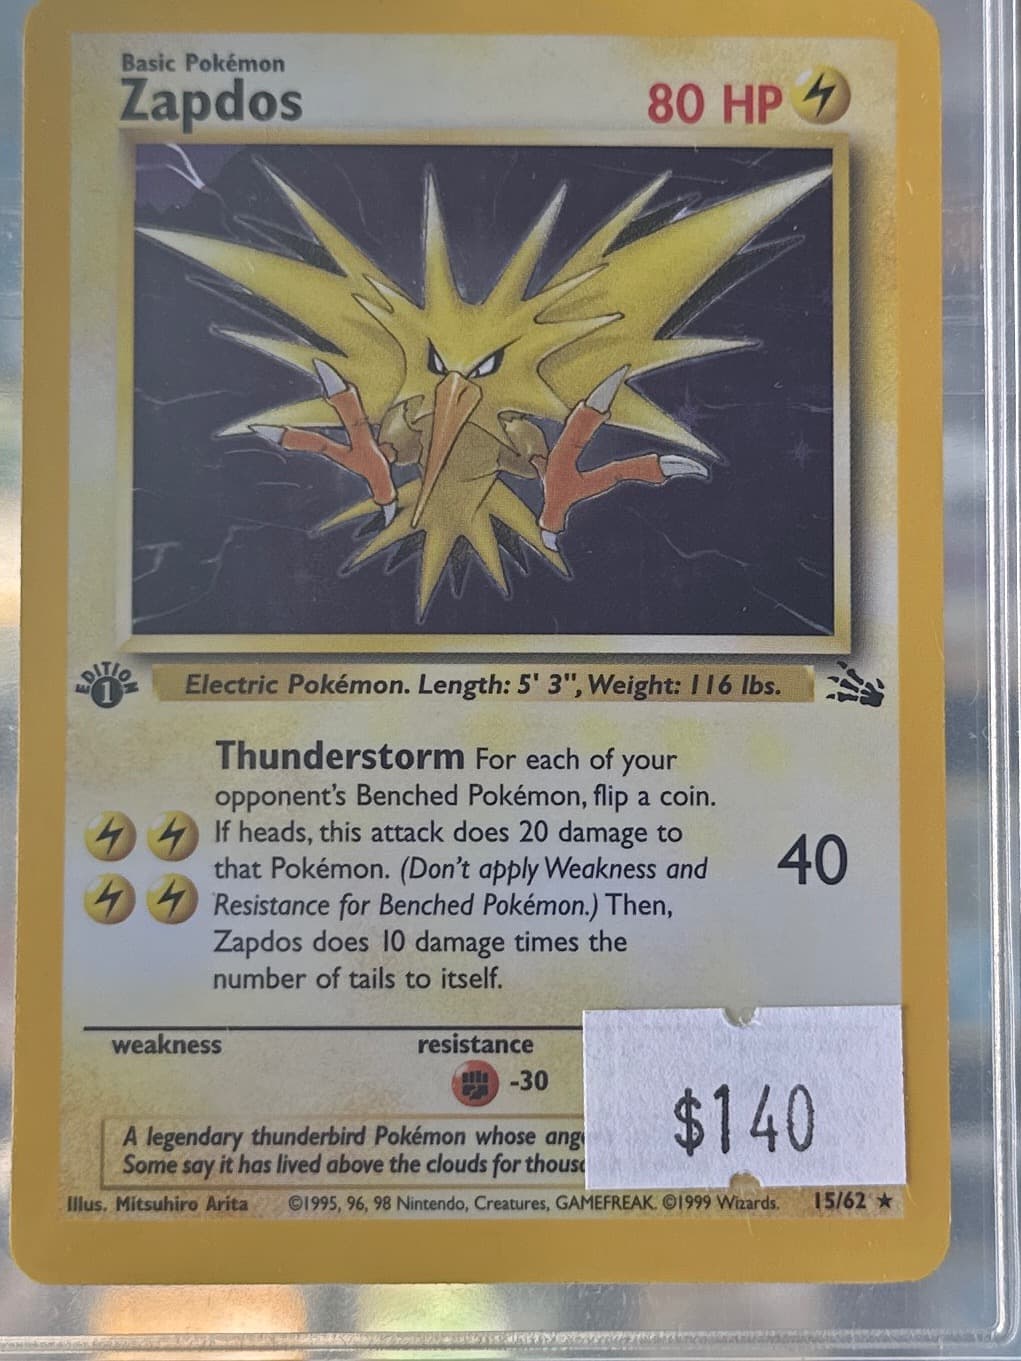 Basic Pokémon
Zapdos
80 HP
EDITION
1
Electric Pokémon. Length: 5' 3", Weight: 116 lbs.
Thunderstorm For each of your
opponent's Benched Pokémon, flip a coin.
If heads, this attack does 20 damage to
that Pokémon. (Don't apply Weakness and
Resistance for Benched Pokémon.) Then,
Zapdos does 10 damage times the
number of tails to itself.
40
weakness
resistance
-30
$140
A legendary thunderbird Pokémon whose
Some say it has lived above the clouds for
Illus. Mitsuhiro Arita
©1995, 96, 98 Nintendo, Creatures, GAMEFREAK. ©1999 Wizards.
15/62 ★